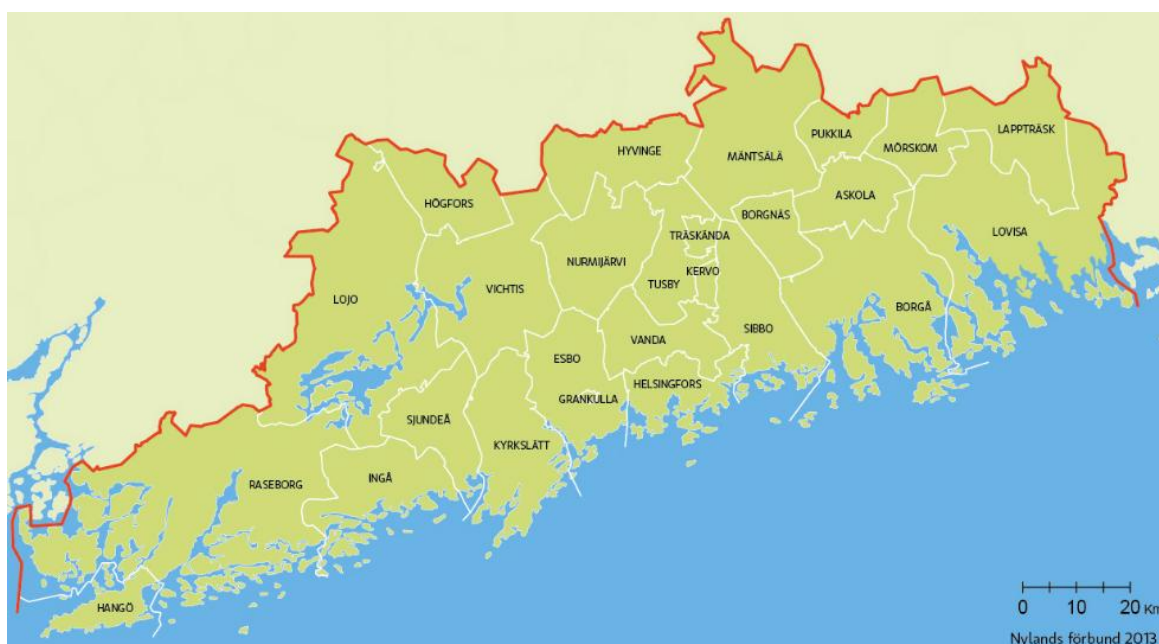 LAPPTRÄSK
PUKKILA
MÖRSKOM
HYVINGE
MÄNTSÄLÄ
ASKOLA
HÖGFORS
BORGNÄS
TRÄSKÄNDA
LOVISA
NURMIJÄRVI
KERVO
TUSBY
VICHTIS
LOJO
BORGÅ
SIBBO
VANDA
ESBO
HELSINGFORS
GRANKULLA
SJUNDEÅ
KYRKSLÄTT
INGÅ
RASEBORG
HANGÖ
0 10 20 Km
Nylands förbund 2013